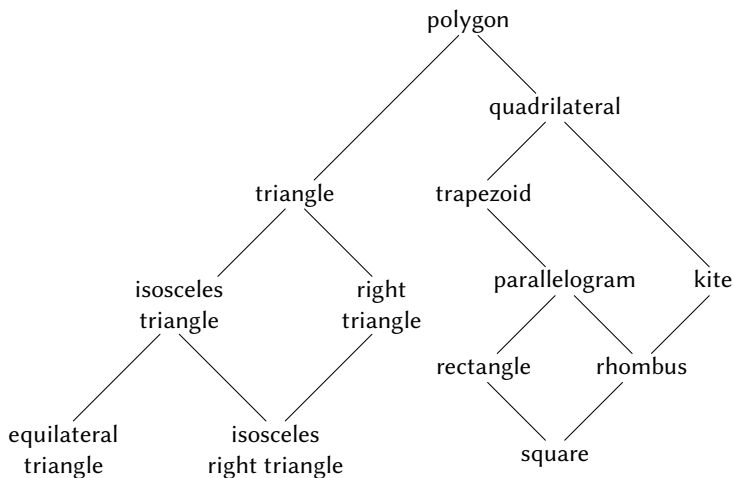 polygon
quadrilateral
triangle
trapezoid
isosceles
triangle
right
triangle
parallelogram
kite
rectangle
rhombus
equilateral
triangle
isosceles
right triangle
square